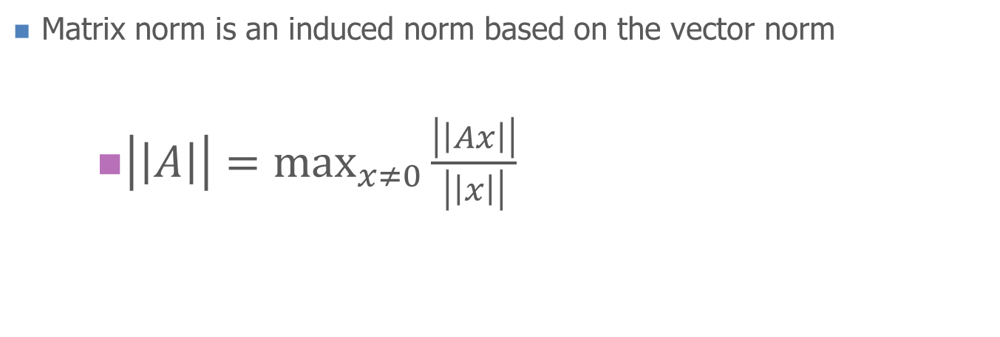 ■ Matrix norm is an induced norm based on the vector norm
■ ||A|| = max_{x≠0} ||Ax|| / ||x||